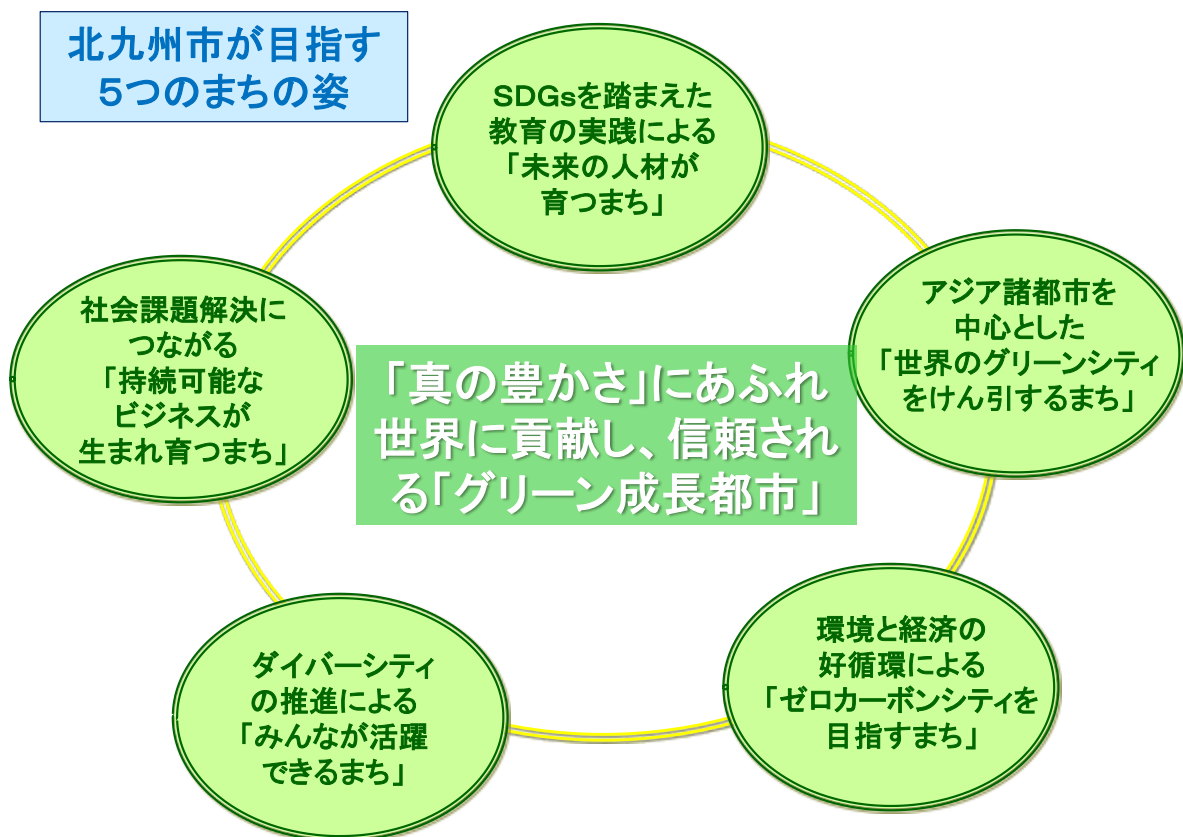 北九州市が目指す
５つのまちの姿
ＳＤＧｓを踏まえた
教育の実践による
「未来の人材が
育つまち」
アジア諸都市を
中心とした
「世界のグリーンシティ
をけん引するまち」
環境と経済の
好循環による
「ゼロカーボンシティを
目指すまち」
ダイバーシティ
の推進による
「みんなが活躍
できるまち」
社会課題解決に
つながる
「持続可能な
ビジネスが
生まれ育つまち」
「真の豊かさ」にあふれ
世界に貢献し、信頼され
る「グリーン成長都市」